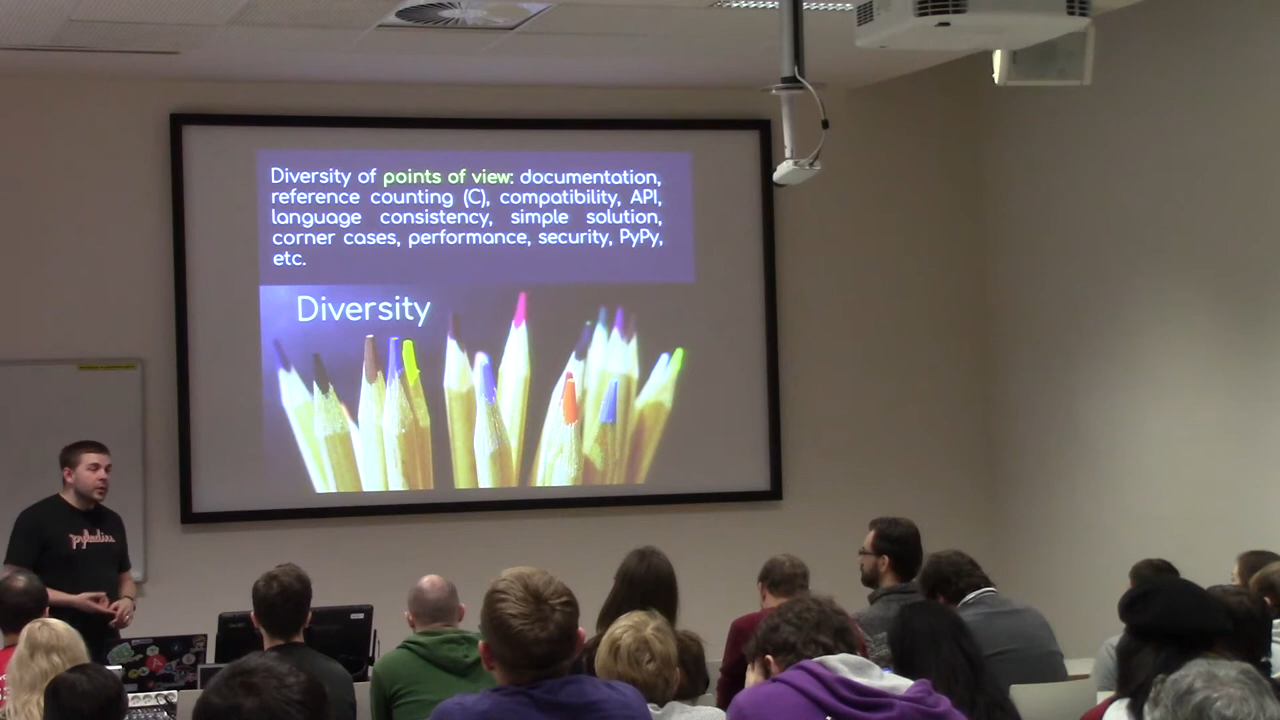 Diversity of points of view: documentation,
reference counting (C), compatibility, API,
language consistency, simple solution,
corner cases, performance, security, PyPy,
etc.
Diversity
pyladies